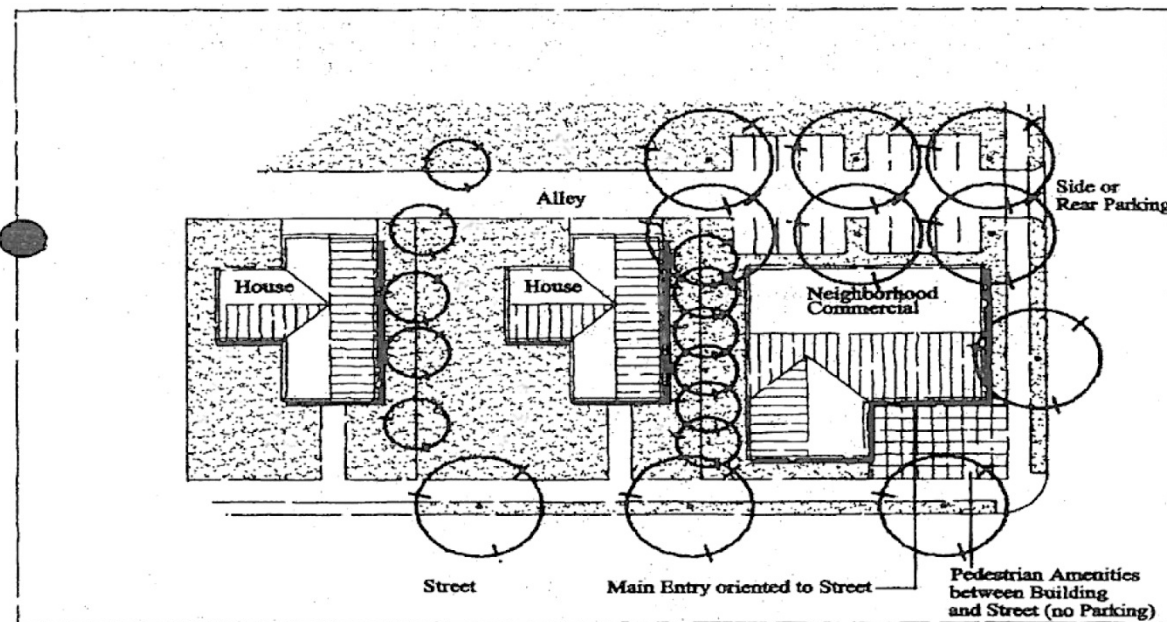 Alley
Side or
Rear Parking
House
House
Neighborhood
Commercial
Street
Main Entry oriented to Street
Pedestrian Amenities
between Building
and Street (no Parking)